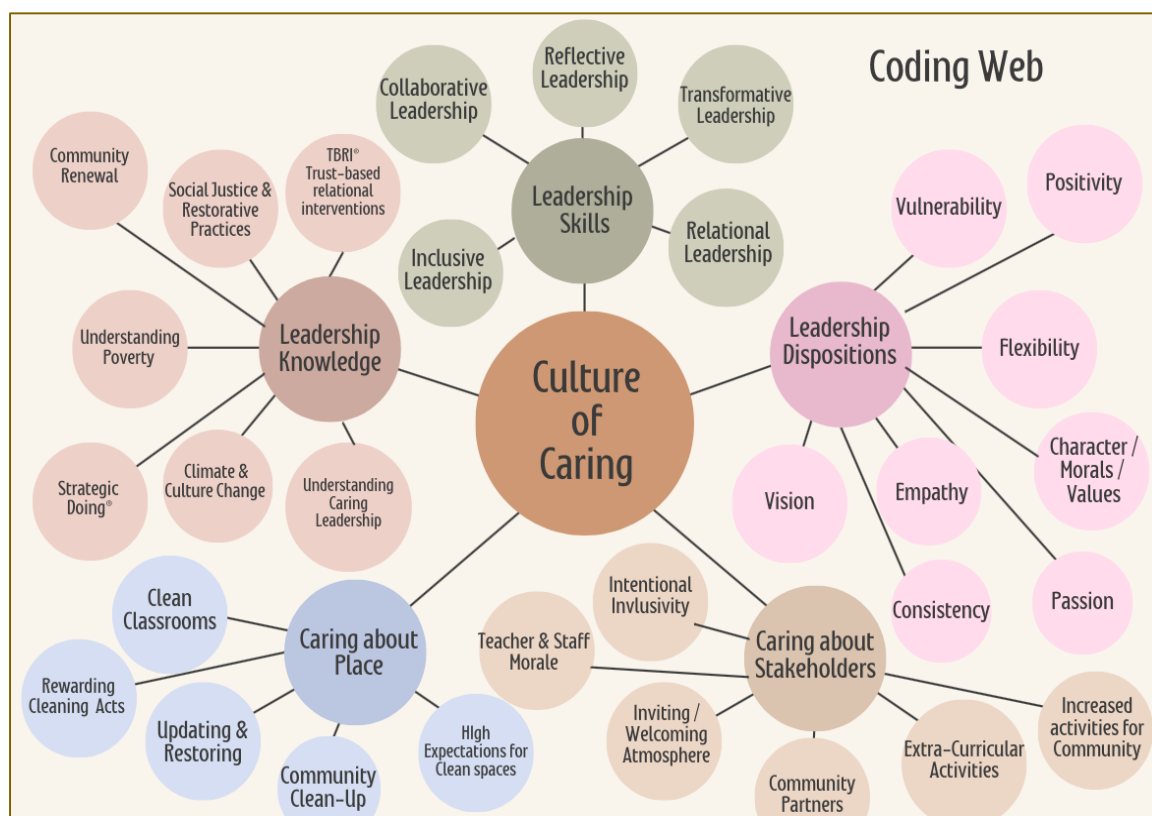 Coding Web
Culture
of
Caring
Leadership
Skills
Collaborative
Leadership
Reflective
Leadership
Transformative
Leadership
Inclusive
Leadership
Relational
Leadership
Leadership
Knowledge
Community
Renewal
Social Justice &
Restorative
Practices
TBRI®
Trust-based
relational
interventions
Understanding
Poverty
Strategic
Doing®
Climate &
Culture Change
Understanding
Caring
Leadership
Leadership
Dispositions
Vulnerability
Positivity
Flexibility
Character /
Morals /
Values
Vision
Empathy
Consistency
Passion
Caring about
Place
Clean
Classrooms
Rewarding
Cleaning Acts
Updating &
Restoring
Community
Clean-Up
HIgh
Expectations for
Clean spaces
Caring about
Stakeholders
Intentional
Invlusivity
Teacher & Staff
Morale
Inviting /
Welcoming
Atmosphere
Community
Partners
Extra-Curricular
Activities
Increased
activities for
Community